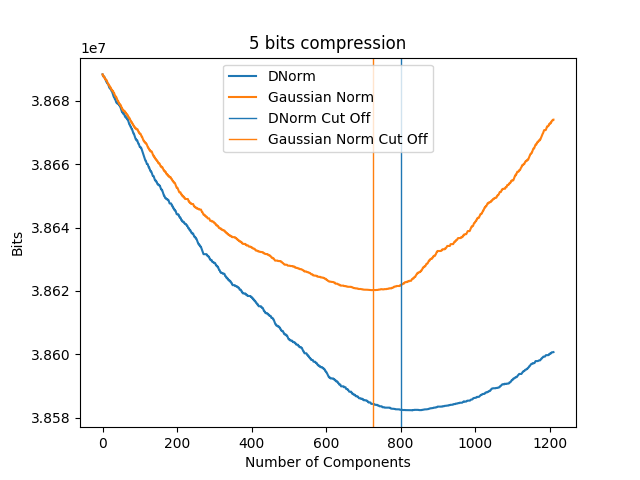 5 bits compression
1e7
DNorm
Gaussian Norm
DNorm Cut Off
Gaussian Norm Cut Off
3.868
3.866
3.864
3.862
3.860
3.858
Bits
0 200 400 600 800 1000 1200
Number of Components